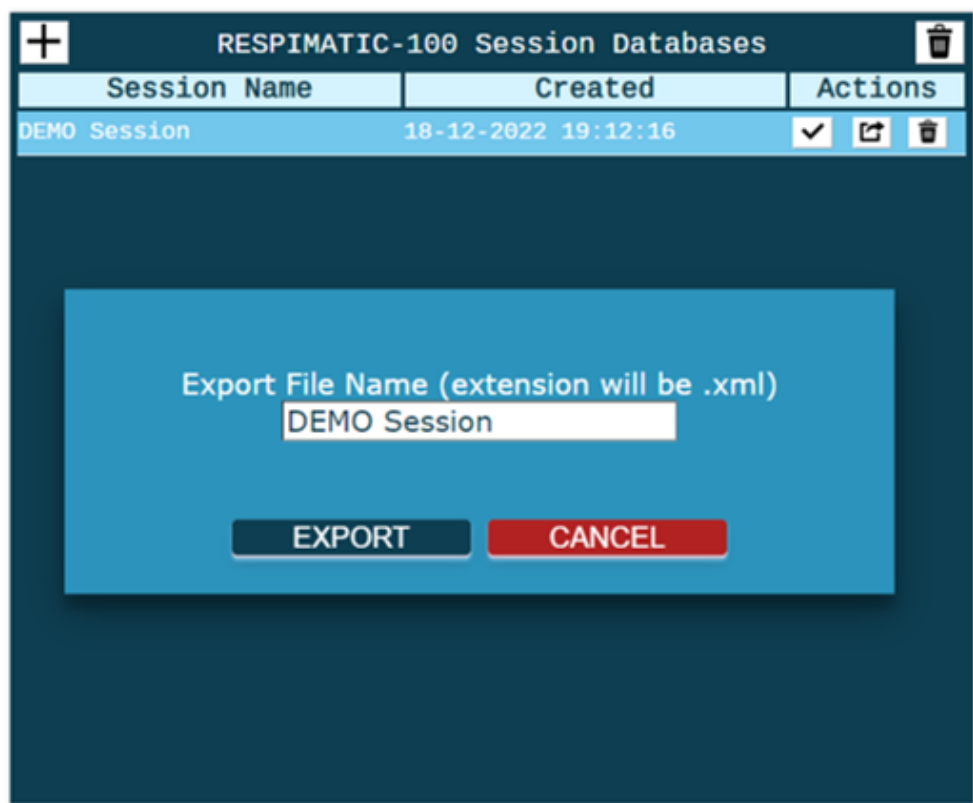 RESPIMATIC-100 Session Databases
Session Name Created Actions
DEMO Session 18-12-2022 19:12:16
Export File Name (extension will be .xml)
DEMO Session
EXPORT CANCEL